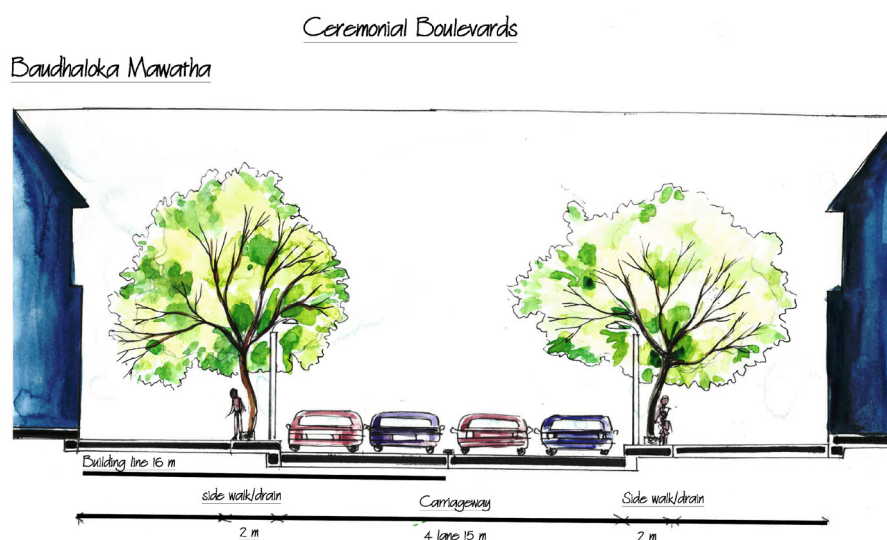 Ceremonial Boulevards
Baudhaloka Mawatha
Building line 16 m
side walk/drain
Carriageway
Side walk/drain
2 m
4 lane 15 m
2 m